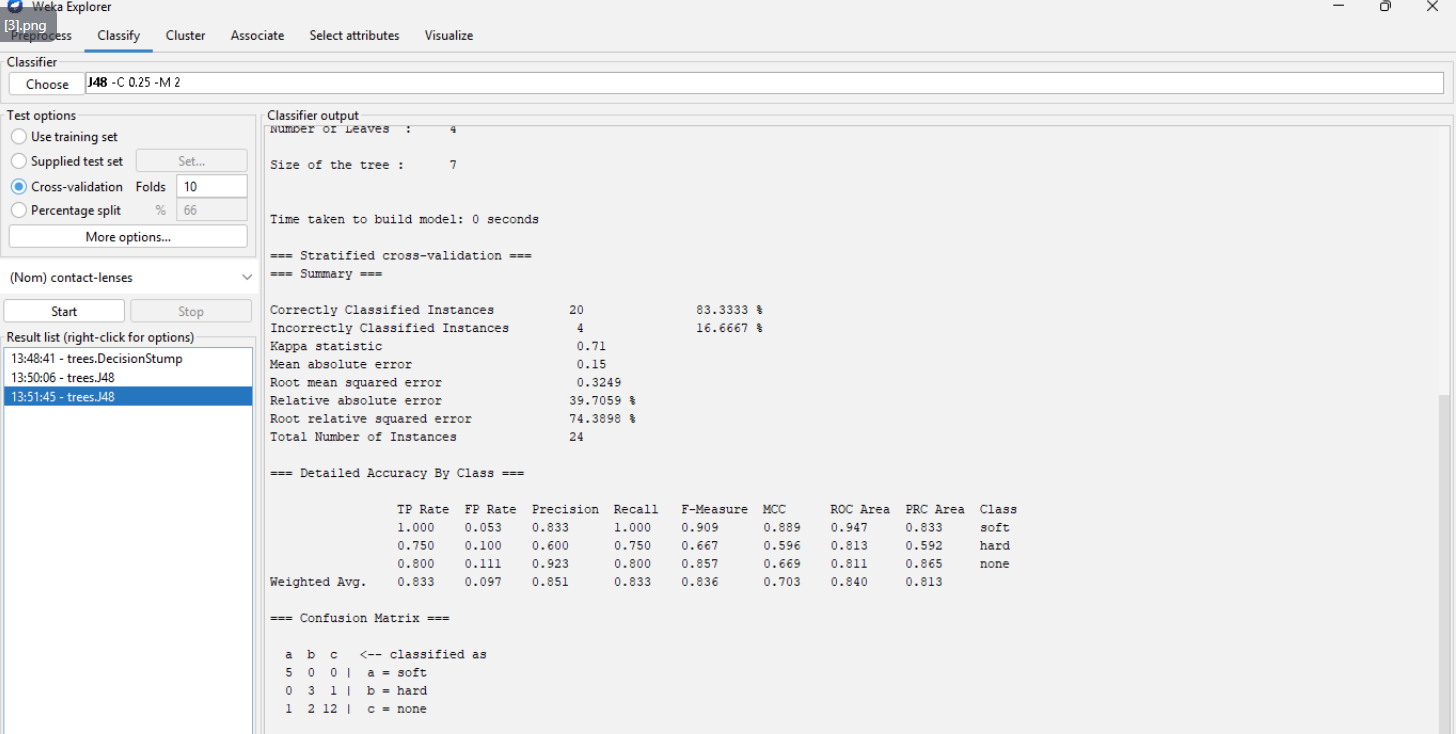 Weka Explorer
[3].png
Preprocess Classify Cluster Associate Select attributes Visualize
Classifier
Choose J48 -C 0.25 -M 2
Test options
Use training set
Supplied test set Set...
Cross-validation Folds 10
Percentage split % 66
More options...
(Nom) contact-lenses
Start Stop
Result list (right-click for options)
13:48:41 - trees.DecisionStump
13:50:06 - trees.J48
13:51:45 - trees.J48
Classifier output
Number of Leaves : 4
Size of the tree : 7
Time taken to build model: 0 seconds
=== Stratified cross-validation ===
=== Summary ===
Correctly Classified Instances 20 83.3333 %
Incorrectly Classified Instances 4 16.6667 %
Kappa statistic 0.71
Mean absolute error 0.15
Root mean squared error 0.3249
Relative absolute error 39.7059 %
Root relative squared error 74.3898 %
Total Number of Instances 24
=== Detailed Accuracy By Class ===
TP Rate FP Rate Precision Recall F-Measure MCC ROC Area PRC Area Class
1.000 0.053 0.833 1.000 0.909 0.889 0.947 0.833 soft
0.750 0.100 0.600 0.750 0.667 0.596 0.813 0.592 hard
0.800 0.111 0.923 0.800 0.857 0.669 0.811 0.865 none
Weighted Avg. 0.833 0.097 0.851 0.833 0.836 0.703 0.840 0.813
=== Confusion Matrix ===
a b c <-- classified as
5 0 0 | a = soft
0 3 1 | b = hard
1 2 12 | c = none